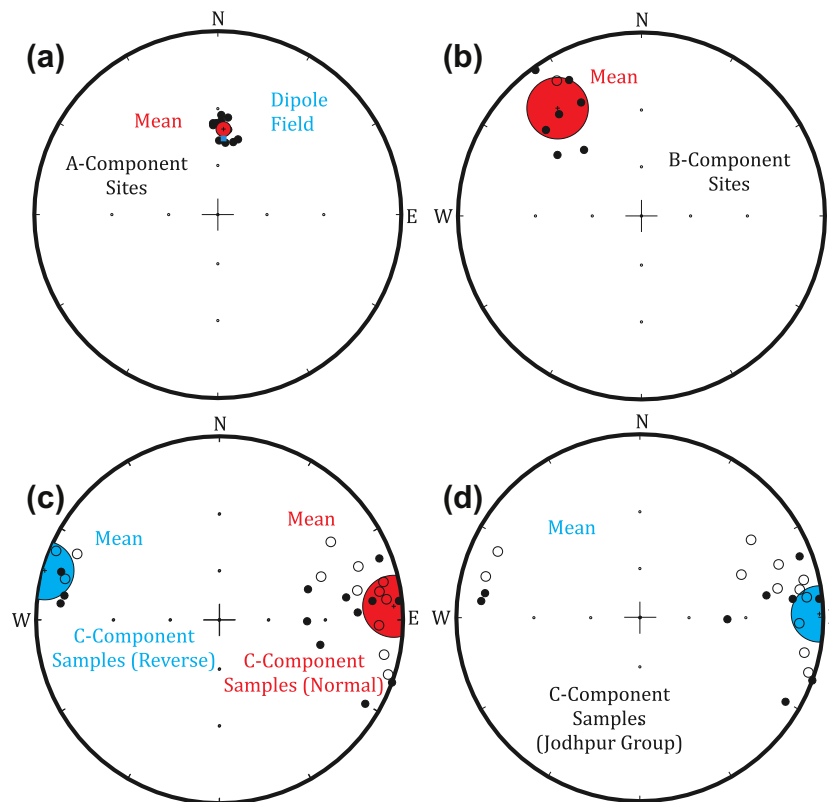 (a)
N
Mean
Dipole
Field
A-Component
Sites
E
(b)
N
Mean
B-Component
Sites
W
(c)
N
Mean
Mean
W
E
C-Component
Samples (Reverse)
C-Component
Samples (Normal)
(d)
N
Mean
W
C-Component
Samples
(Jodhpur Group)